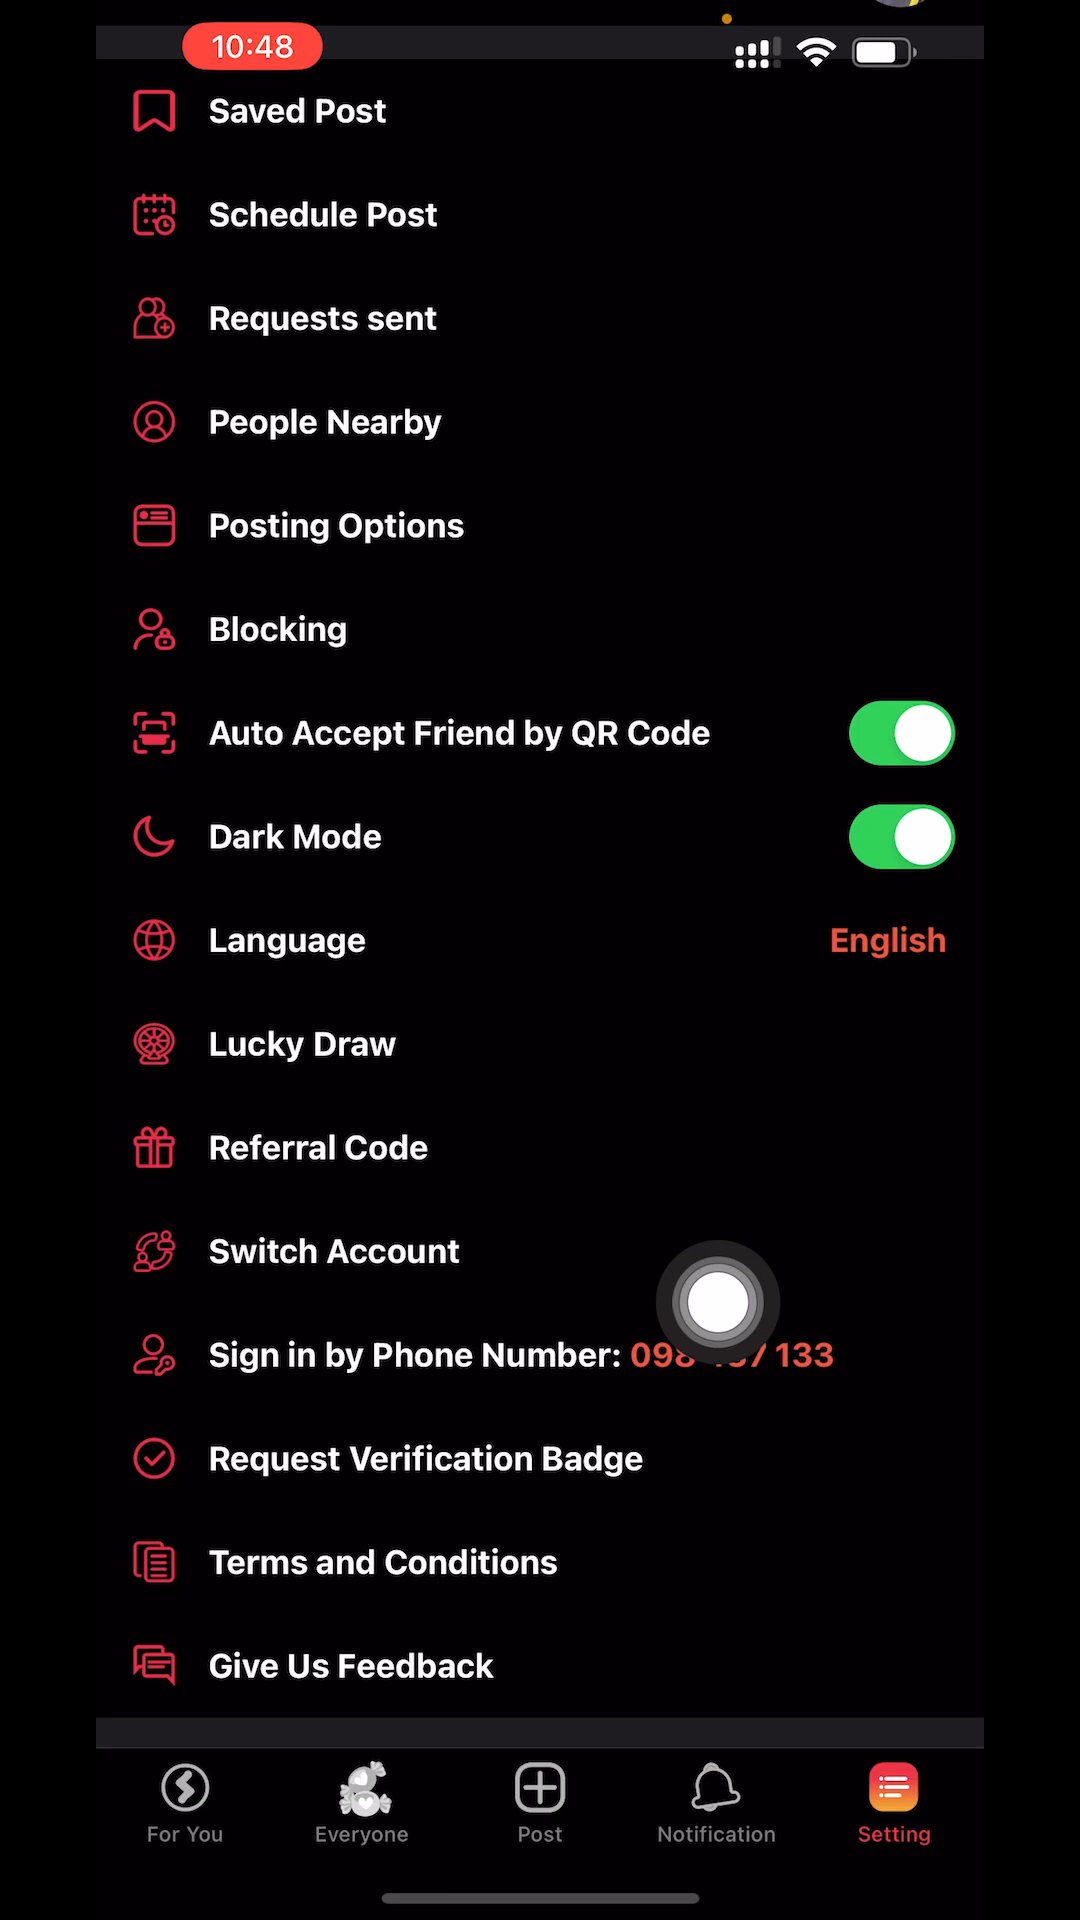 10:48
Saved Post
Schedule Post
Requests sent
People Nearby
Posting Options
Blocking
Auto Accept Friend by QR Code
Dark Mode
Language English
Lucky Draw
Referral Code
Switch Account
Sign in by Phone Number:
Request Verification Badge
Terms and Conditions
Give Us Feedback
For You Everyone Post Notification Setting